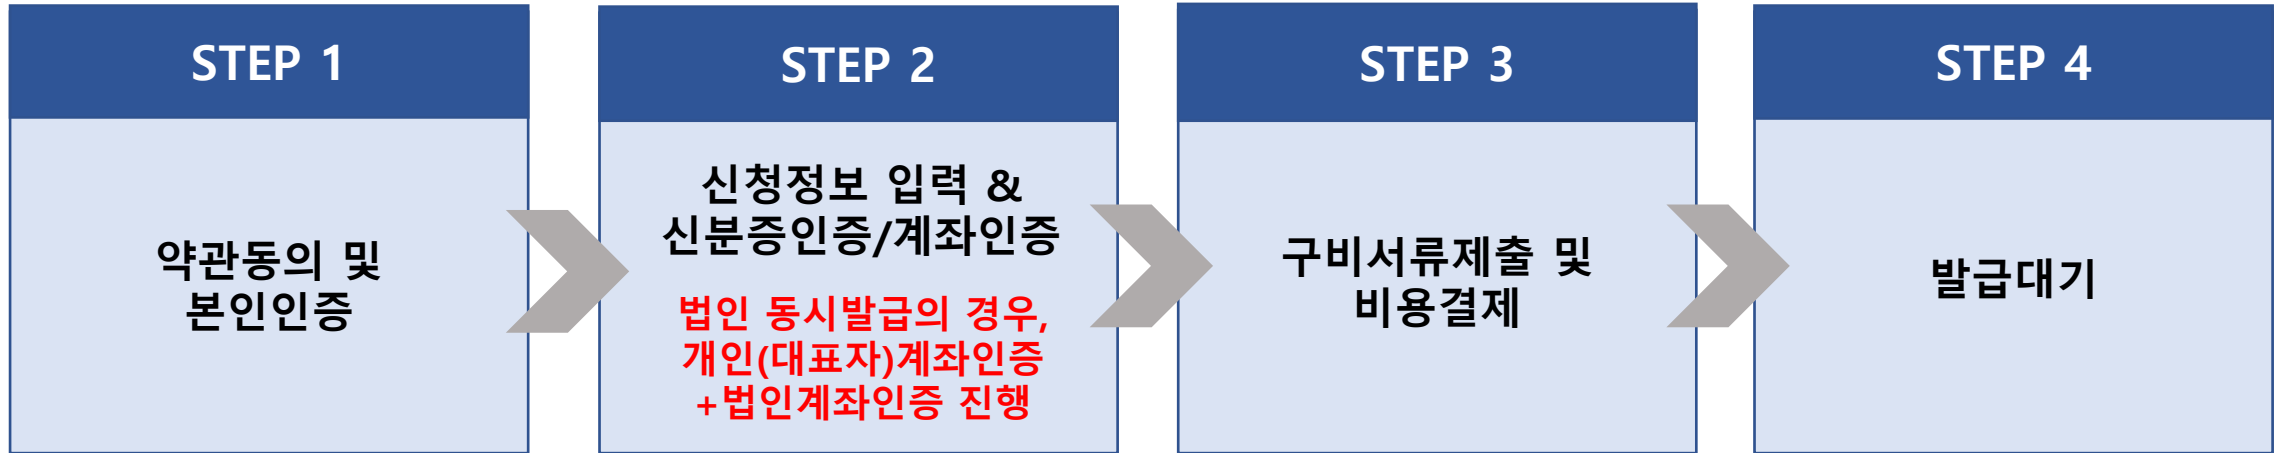 STEP 1
약관동의 및
본인인증
STEP 2
신청정보 입력 &
신분증인증/계좌인증
법인 동시발급의 경우,
개인(대표자)계좌인증
+법인계좌인증 진행
STEP 3
구비서류제출 및
비용결제
STEP 4
발급대기